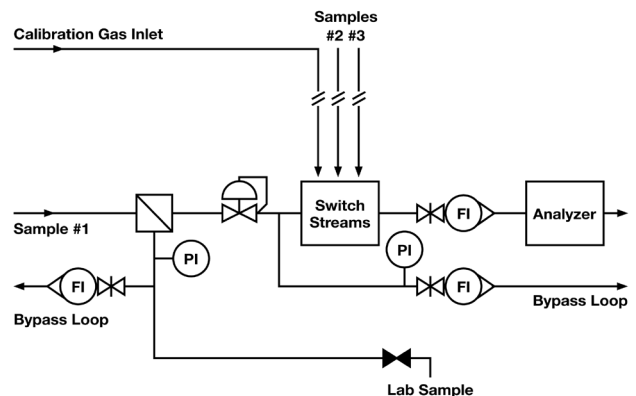 Samples
#2 #3
Calibration Gas Inlet
Switch
Streams
FI
Analyzer
Sample #1
PI
PI
FI
FI
Bypass Loop
Bypass Loop
Lab Sample